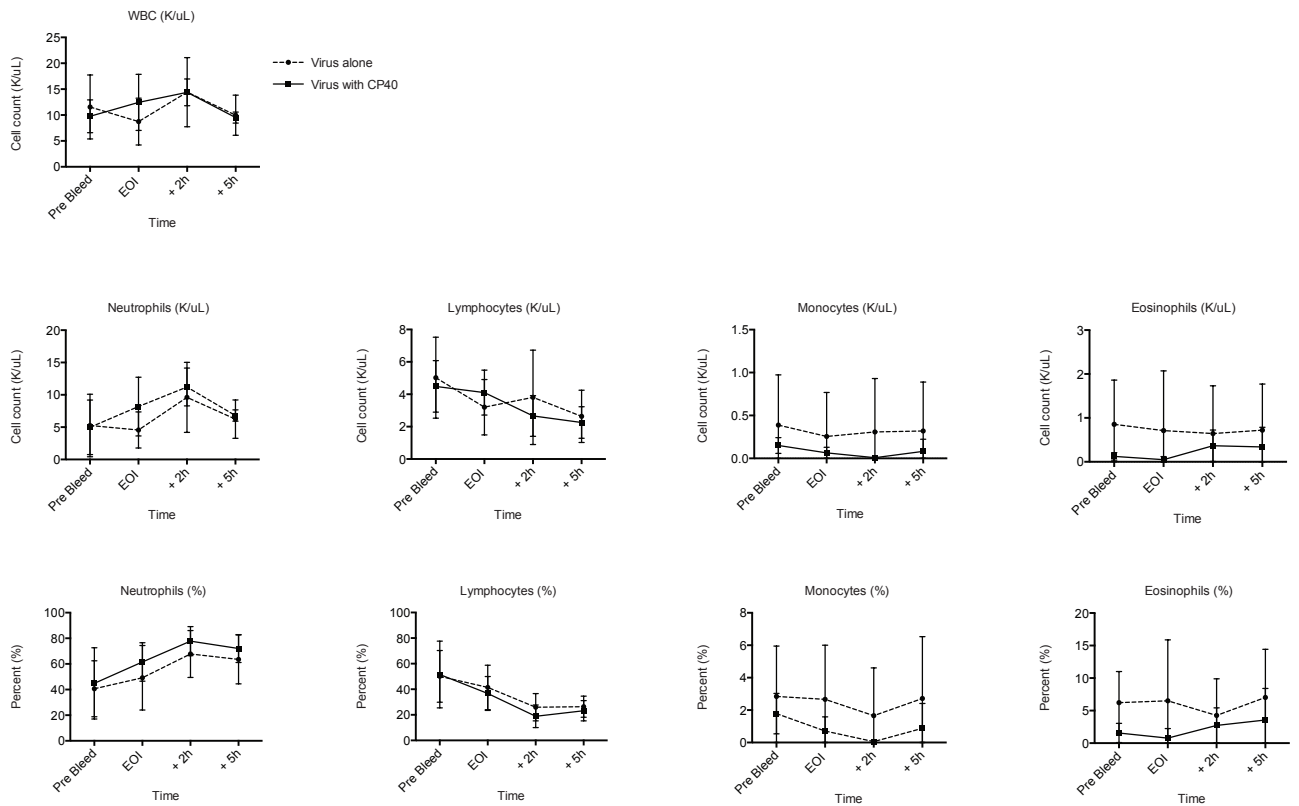 WBC (K/uL)
25
20
15
10
5
0
Cell count (K/uL)
Pre Bleed
EOI
+ 2h
+ 5h
Time
Virus alone
Virus with CP40
Neutrophils (K/uL)
20
15
10
5
0
Cell count (K/uL)
Pre Bleed
EOI
+ 2h
+ 5h
Time
Lymphocytes (K/uL)
8
6
4
2
0
Cell count (K/uL)
Pre Bleed
EOI
+ 2h
+ 5h
Time
Monocytes (K/uL)
1.5
1.0
0.5
0.0
Cell count (K/uL)
Pre Bleed
EOI
+ 2h
+ 5h
Time
Eosinophils (K/uL)
3
2
1
0
Cell count (K/uL)
Pre Bleed
EOI
+ 2h
+ 5h
Time
Neutrophils (%)
100
80
60
40
20
0
Percent (%)
Pre Bleed
EOI
+ 2h
+ 5h
Time
Lymphocytes (%)
100
80
60
40
20
0
Percent (%)
Pre Bleed
EOI
+ 2h
+ 5h
Time
Monocytes (%)
8
6
4
2
0
Percent (%)
Pre Bleed
EOI
+ 2h
+ 5h
Time
Eosinophils (%)
20
15
10
5
0
Percent (%)
Pre Bleed
EOI
+ 2h
+ 5h
Time